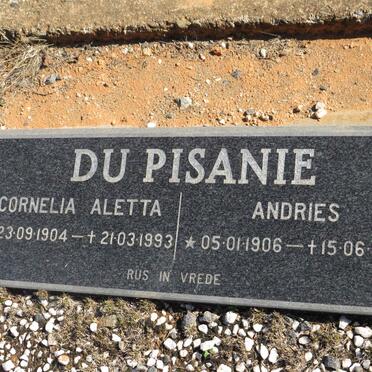 DU PISANIE
CORNELIA ALETTA ANDRIES
23.09.1904 — ✝ 21.03.1993 ★ 05.01.1906 — ✝ 15.06.
RUS IN VREDE